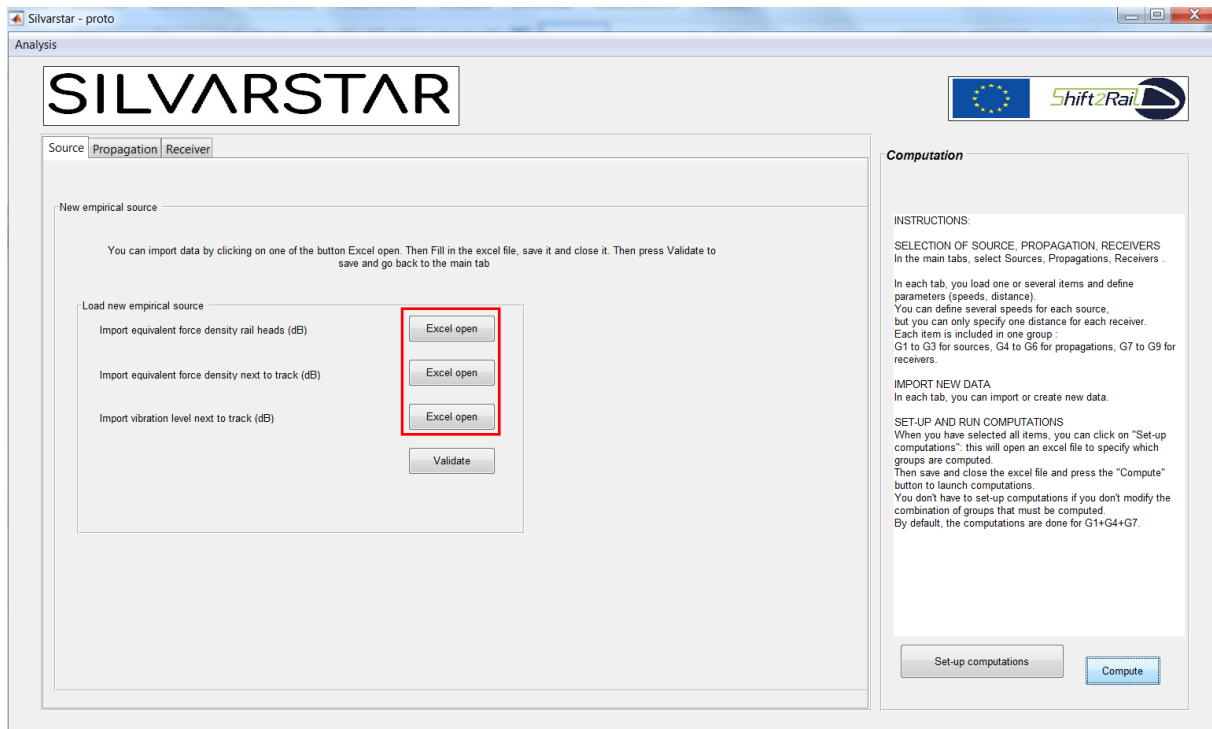 Silvarstar - proto
Analysis
SILVARSTAR
Shift2Rail
Source Propagation Receiver
New empirical source
You can import data by clicking on one of the button Excel open. Then Fill in the excel file, save it and close it. Then press Validate to
save and go back to the main tab
Load new empirical source
Import equivalent force density rail heads (dB) Excel open
Import equivalent force density next to track (dB) Excel open
Import vibration level next to track (dB) Excel open
Validate
Computation
INSTRUCTIONS:
SELECTION OF SOURCE, PROPAGATION, RECEIVERS
In the main tabs, select Sources, Propagations, Receivers .
In each tab, you load one or several items and define
parameters (speeds, distance).
You can define several speeds for each source,
but you can only specify one distance for each receiver.
Each item is included in one group :
G1 to G3 for sources, G4 to G6 for propagations, G7 to G9 for
receivers.
IMPORT NEW DATA
In each tab, you can import or create new data.
SET-UP AND RUN COMPUTATIONS
When you have selected all items, you can click on "Set-up
computations": this will open an excel file to specify which
groups are computed.
Then save and close the excel file and press the "Compute"
button to launch computations.
You don't have to set-up computations if you don't modify the
combination of groups that must be computed.
By default, the computations are done for G1+G4+G7.
Set-up computations
Compute